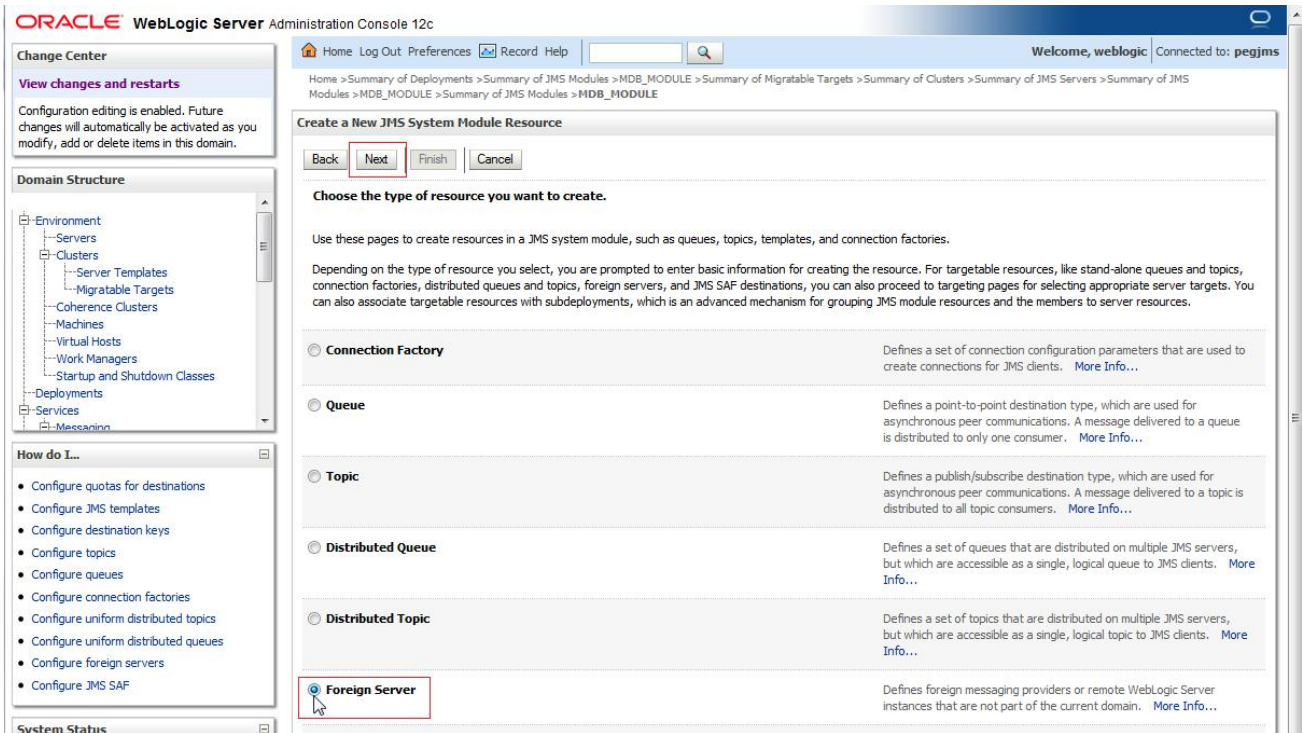 ORACLE WebLogic Server Administration Console 12c
Change Center
View changes and restarts
Configuration editing is enabled. Future
changes will automatically be activated as you
modify, add or delete items in this domain.
Domain Structure
Environment
Servers
Clusters
Server Templates
Migratable Targets
Coherence Clusters
Machines
Virtual Hosts
Work Managers
Startup and Shutdown Classes
Deployments
Services
Messaging
How do I...
Configure quotas for destinations
Configure JMS templates
Configure destination keys
Configure topics
Configure queues
Configure connection factories
Configure uniform distributed topics
Configure uniform distributed queues
Configure foreign servers
Configure JMS SAF
System Status
Home Log Out Preferences Record Help
Welcome, weblogic Connected to: pegjms
Home >Summary of Deployments >Summary of JMS Modules >MDB_MODULE >Summary of Migratable Targets >Summary of Clusters >Summary of JMS Servers >Summary of JMS
Modules >MDB_MODULE >Summary of JMS Modules >MDB_MODULE
Create a New JMS System Module Resource
Back Next Finish Cancel
Choose the type of resource you want to create.
Use these pages to create resources in a JMS system module, such as queues, topics, templates, and connection factories.
Depending on the type of resource you select, you are prompted to enter basic information for creating the resource. For targetable resources, like stand-alone queues and topics,
connection factories, distributed queues and topics, foreign servers, and JMS SAF destinations, you can also proceed to targeting pages for selecting appropriate server targets. You
can also associate targetable resources with subdeployments, which is an advanced mechanism for grouping JMS module resources and the members to server resources.
Connection Factory
Defines a set of connection configuration parameters that are used to
create connections for JMS clients. More Info...
Queue
Defines a point-to-point destination type, which are used for
asynchronous peer communications. A message delivered to a queue
is distributed to only one consumer. More Info...
Topic
Defines a publish/subscribe destination type, which are used for
asynchronous peer communications. A message delivered to a topic is
distributed to all topic consumers. More Info...
Distributed Queue
Defines a set of queues that are distributed on multiple JMS servers,
but which are accessible as a single, logical queue to JMS clients. More
Info...
Distributed Topic
Defines a set of topics that are distributed on multiple JMS servers,
but which are accessible as a single, logical topic to JMS clients. More
Info...
Foreign Server
Defines foreign messaging providers or remote WebLogic Server
instances that are not part of the current domain. More Info...